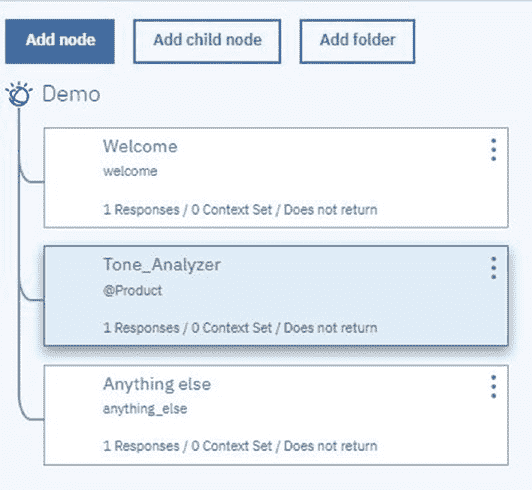 Add node Add child node Add folder
Demo
Welcome
welcome
1 Responses / 0 Context Set / Does not return
Tone_Analyzer
@Product
1 Responses / 0 Context Set / Does not return
Anything else
anything_else
1 Responses / 0 Context Set / Does not return